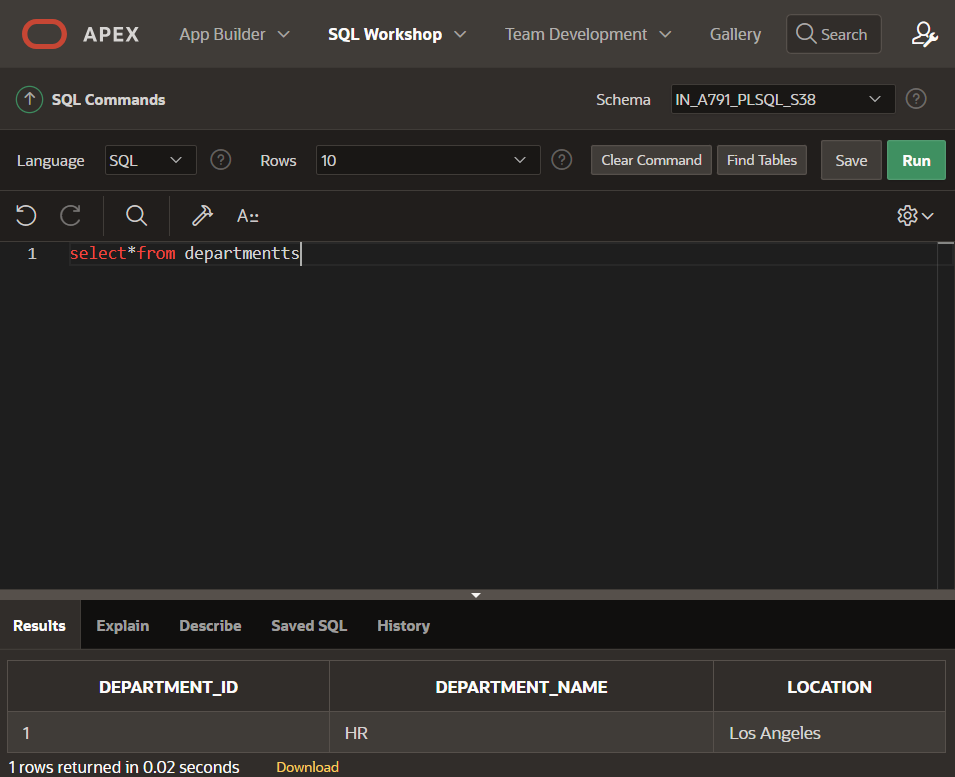 APEX App Builder SQL Workshop Team Development Gallery Search
SQL Commands Schema IN_A791_PLSQL_S38 ?
Language SQL ? Rows 10 ? Clear Command Find Tables Save Run
A::
1 select*from departmentts
Results Explain Describe Saved SQL History
DEPARTMENT_ID DEPARTMENT_NAME LOCATION
1 HR Los Angeles
1 rows returned in 0.02 seconds Download